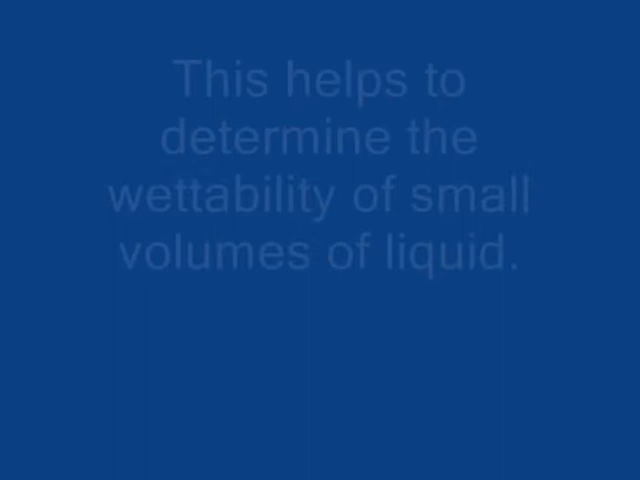 This helps to
determine the
wettability of small
volumes of liquid.